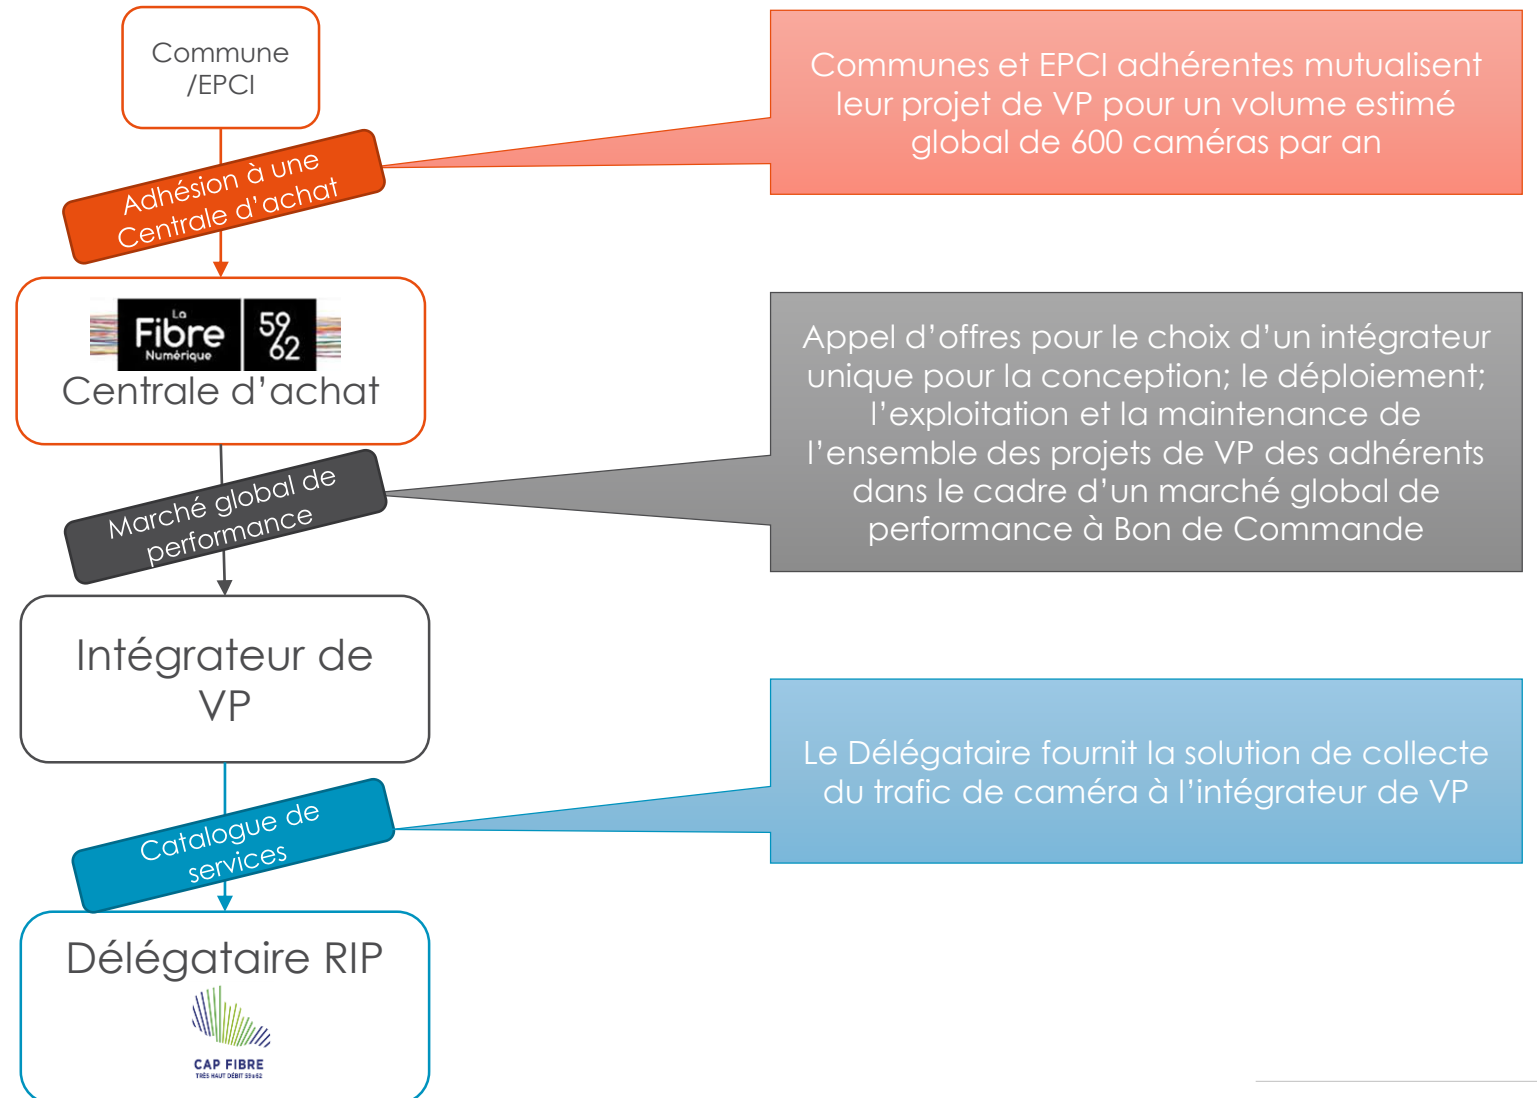 Commune
/EPCI
Communes et EPCI adhérentes mutualisent
leur projet de VP pour un volume estimé
global de 600 caméras par an
Adhésion à une
Centrale d’achat
La
Fibre
Numérique
59
62
Centrale d’achat
Appel d’offres pour le choix d’un intégrateur
unique pour la conception; le déploiement;
l’exploitation et la maintenance de
l’ensemble des projets de VP des adhérents
dans le cadre d’un marché global de
performance à Bon de Commande
Marché global de
performance
Intégrateur de
VP
Le Délégataire fournit la solution de collecte
du trafic de caméra à l’intégrateur de VP
Catalogue de
services
Délégataire RIP
CAP FIBRE
TRÈS HAUT DÉBIT 59&62